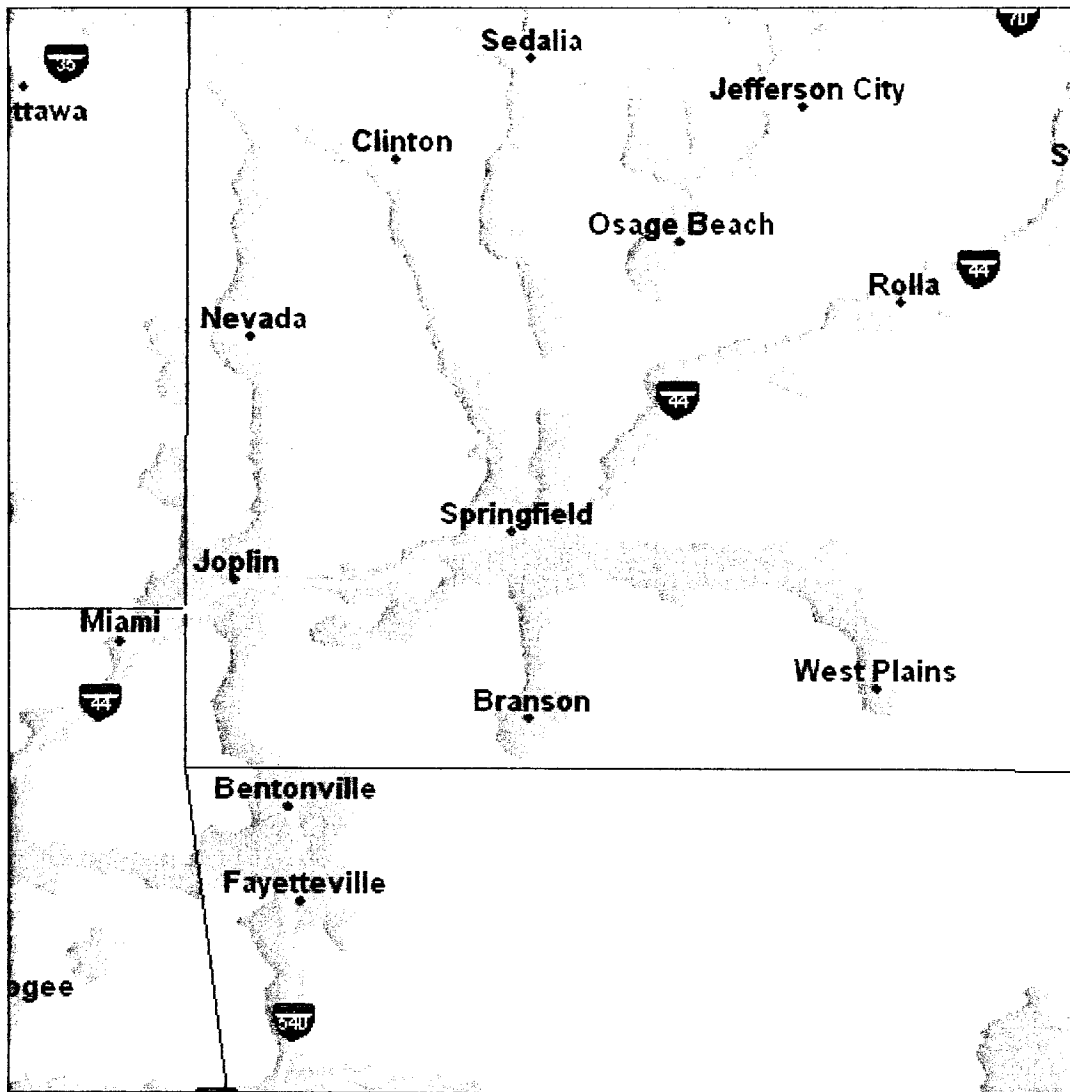 70
Sedalia
35
Jefferson City
ttawa
Clinton
St
Osage Beach
44
Rolla
Nevada
44
Springfield
Joplin
Miami
West Plains
44
Branson
Bentonville
Fayetteville
ogee
540